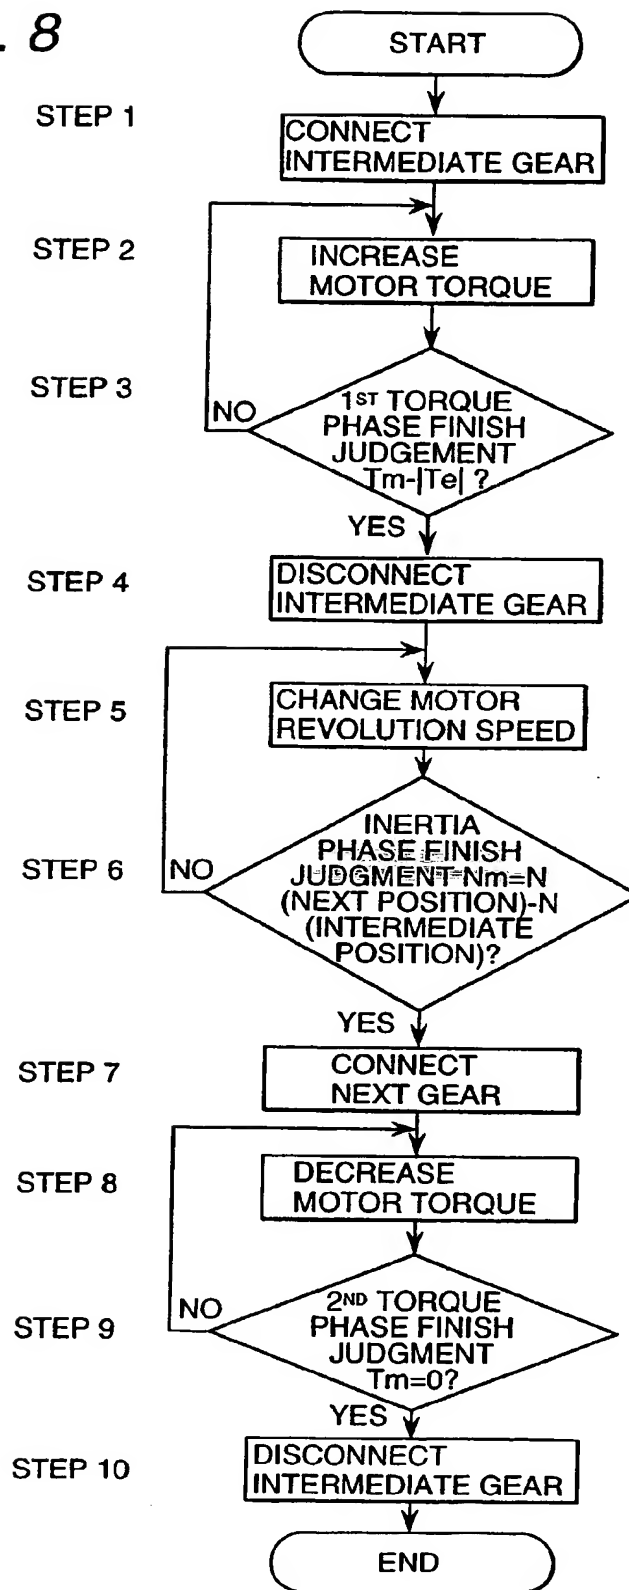 . 8
START
STEP 1
CONNECT
INTERMEDIATE GEAR
STEP 2
INCREASE
MOTOR TORQUE
STEP 3
NO
1ST TORQUE
PHASE FINISH
JUDGEMENT
Tm-|Te| ?
YES
STEP 4
DISCONNECT
INTERMEDIATE GEAR
STEP 5
CHANGE MOTOR
REVOLUTION SPEED
STEP 6
NO
INERTIA
PHASE FINISH
JUDGMENT Nm=N
(NEXT POSITION)-N
(INTERMEDIATE
POSITION)?
YES
STEP 7
CONNECT
NEXT GEAR
STEP 8
DECREASE
MOTOR TORQUE
STEP 9
NO
2ND TORQUE
PHASE FINISH
JUDGMENT
Tm=0?
YES
STEP 10
DISCONNECT
INTERMEDIATE GEAR
END